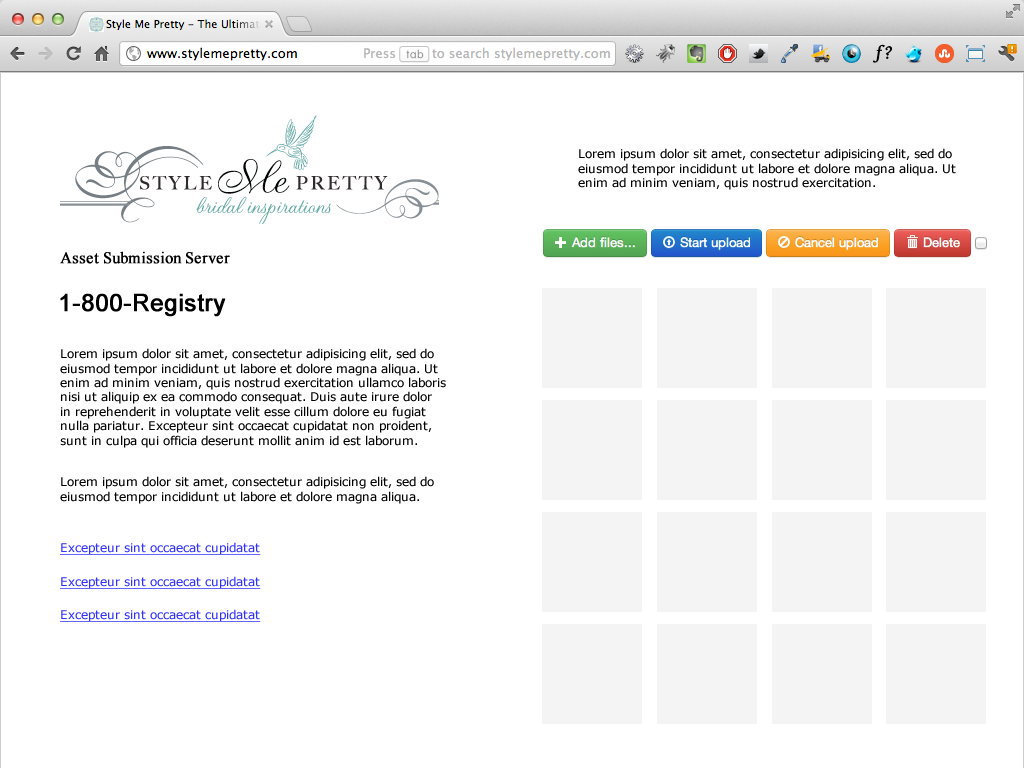 Style Me Pretty – The Ultimat
www.stylemepretty.com
Press tab to search stylemepretty.com
f?
STYLE Me PRETTY
bridal inspirations
Asset Submission Server
1-800-Registry
Lorem ipsum dolor sit amet, consectetur adipisicing elit, sed do
eiusmod tempor incididunt ut labore et dolore magna aliqua. Ut
enim ad minim veniam, quis nostrud exercitation ullamco laboris
nisi ut aliquip ex ea commodo consequat. Duis aute irure dolor
in reprehenderit in voluptate velit esse cillum dolore eu fugiat
nulla pariatur. Excepteur sint occaecat cupidatat non proident,
sunt in culpa qui officia deserunt mollit anim id est laborum.
Lorem ipsum dolor sit amet, consectetur adipisicing elit, sed do
eiusmod tempor incididunt ut labore et dolore magna aliqua.
Excepteur sint occaecat cupidatat
Excepteur sint occaecat cupidatat
Excepteur sint occaecat cupidatat
Lorem ipsum dolor sit amet, consectetur adipisicing elit, sed do
eiusmod tempor incididunt ut labore et dolore magna aliqua. Ut
enim ad minim veniam, quis nostrud exercitation.
Add files...
Start upload
Cancel upload
Delete